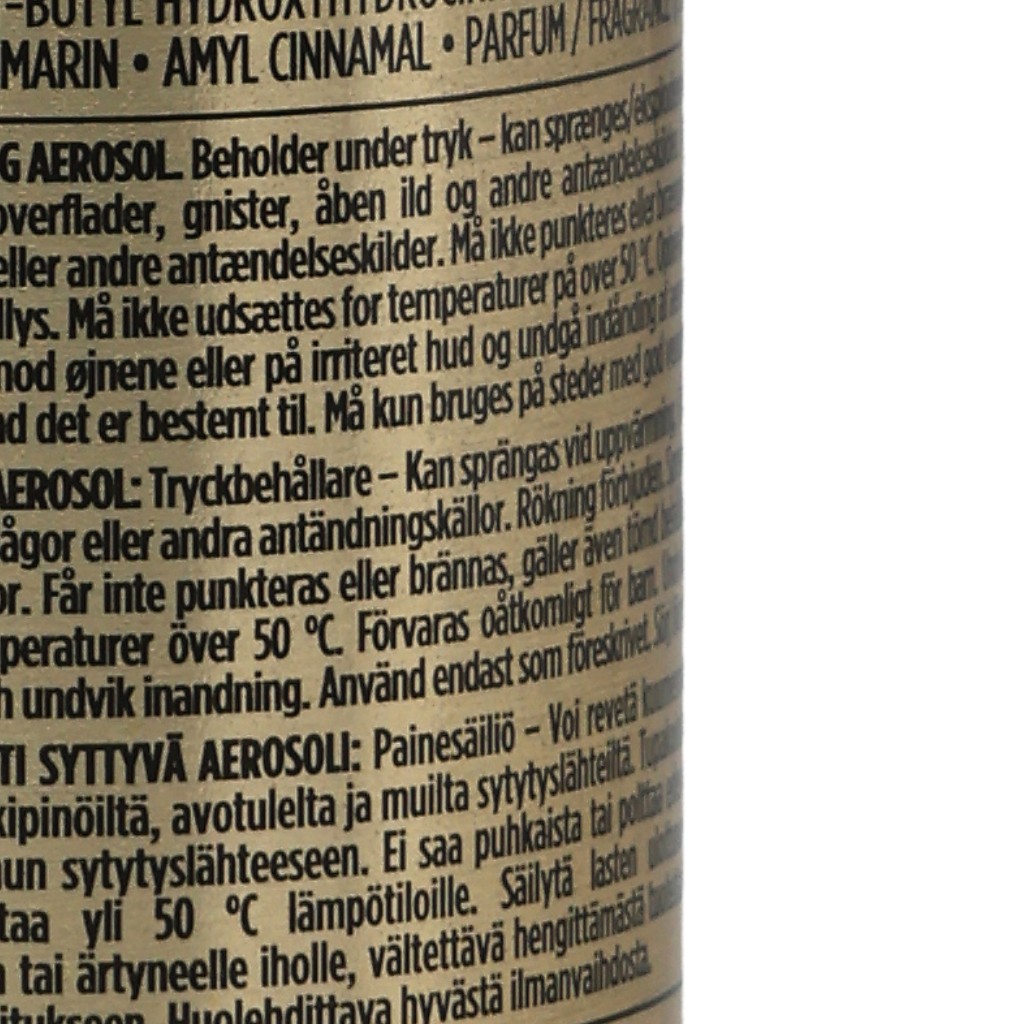 -BUTYL
MARIN • AMYL CINNAMAL • PARFUM /
G AEROSOL. Beholder under tryk – kan sprænges/
overflader, gnister, åben ild og andre
eller andre antændelseskilder. Må ikke punkteres eller
llys. Må ikke udsættes for temperaturer på over 50 °C.
mod øjnene eller på irriteret hud og undgå indånding af
d det er bestemt til. Må kun bruges på steder med god
AEROSOL: Tryckbehållare – Kan sprängas vid uppvärmning.
ågor eller andra antändningskällor. Rökning förbjuden.
or. Får inte punkteras eller brännas, gäller även tömd
peraturer över 50 °C. Förvaras oåtkomligt för barn.
h undvik inandning. Använd endast som föreskrivet.
TI SYTTYVÄ AEROSOLI: Painesäiliö – Voi revetä
kipinöiltä, avotulelta ja muilta sytytyslähteiltä.
un sytytyslähteeseen. Ei saa puhkaista tai polttaa
taa yli 50 °C lämpötiloille. Säilytä lasten
n tai ärtyneelle iholle, vältettävä hengittämästä
Huolehdittava hyvästä ilmanvaihdosta.